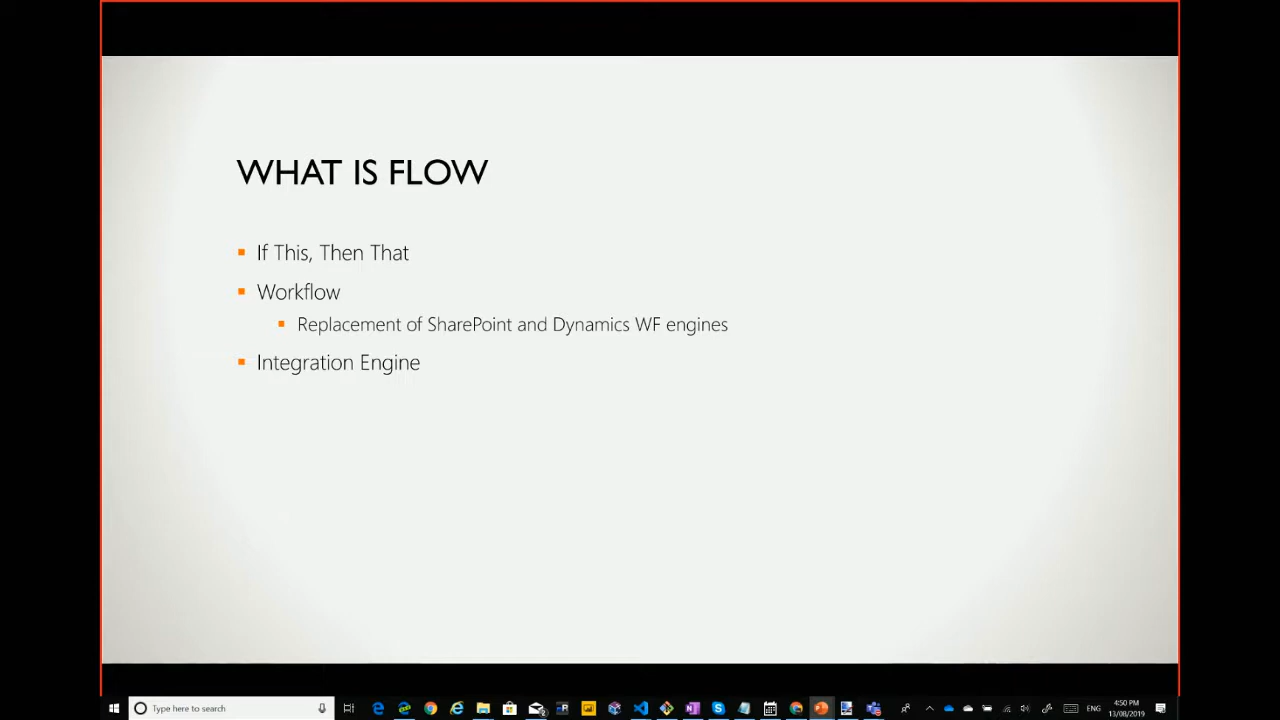 WHAT IS FLOW
If This, Then That
Workflow
Replacement of SharePoint and Dynamics WF engines
Integration Engine
Type here to search
ENG
4:50 PM
13/08/2019